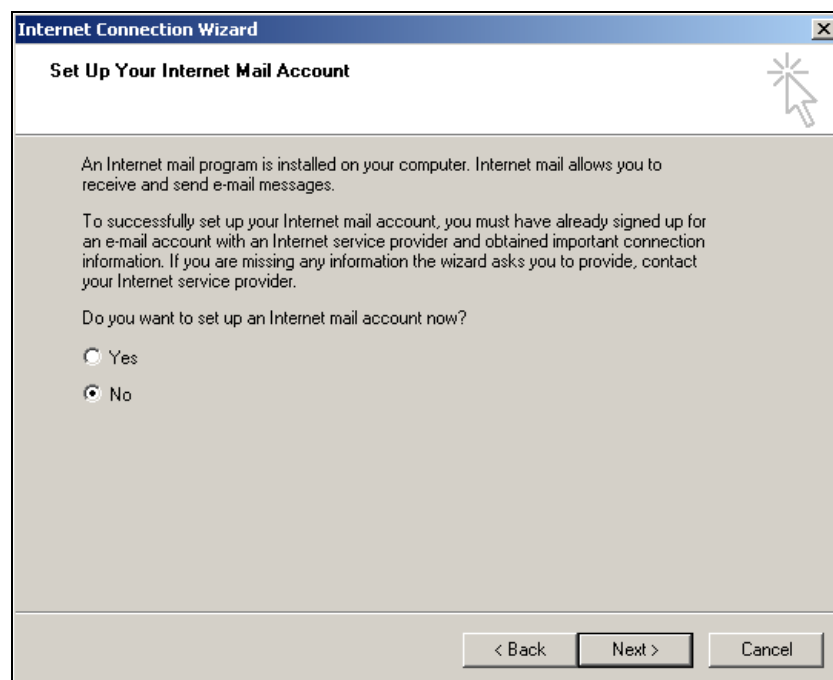 Internet Connection Wizard
Set Up Your Internet Mail Account
An Internet mail program is installed on your computer. Internet mail allows you to
receive and send e-mail messages.
To successfully set up your Internet mail account, you must have already signed up for
an e-mail account with an Internet service provider and obtained important connection
information. If you are missing any information the wizard asks you to provide, contact
your Internet service provider.
Do you want to set up an Internet mail account now?
Yes
No
< Back Next > Cancel